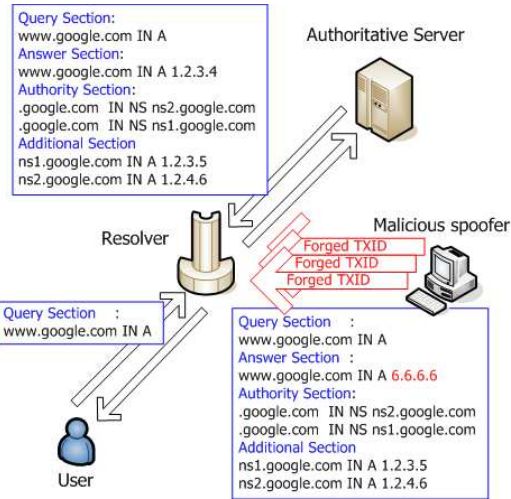 Query Section:
www.google.com IN A
Answer Section:
www.google.com IN A 1.2.3.4
Authority Section:
.google.com  IN NS ns2.google.com
.google.com  IN NS ns1.google.com
Additional Section
ns1.google.com IN A 1.2.3.5
ns2.google.com IN A 1.2.4.6
Authoritative Server
Resolver
Malicious spoofer
Forged TXID
Forged TXID
Forged TXID
Query Section   :
www.google.com IN A
Query Section   :
www.google.com IN A
Answer Section :
www.google.com IN A 6.6.6.6
Authority Section:
.google.com  IN NS ns2.google.com
.google.com  IN NS ns1.google.com
Additional Section
ns1.google.com IN A 1.2.3.5
ns2.google.com IN A 1.2.4.6
User